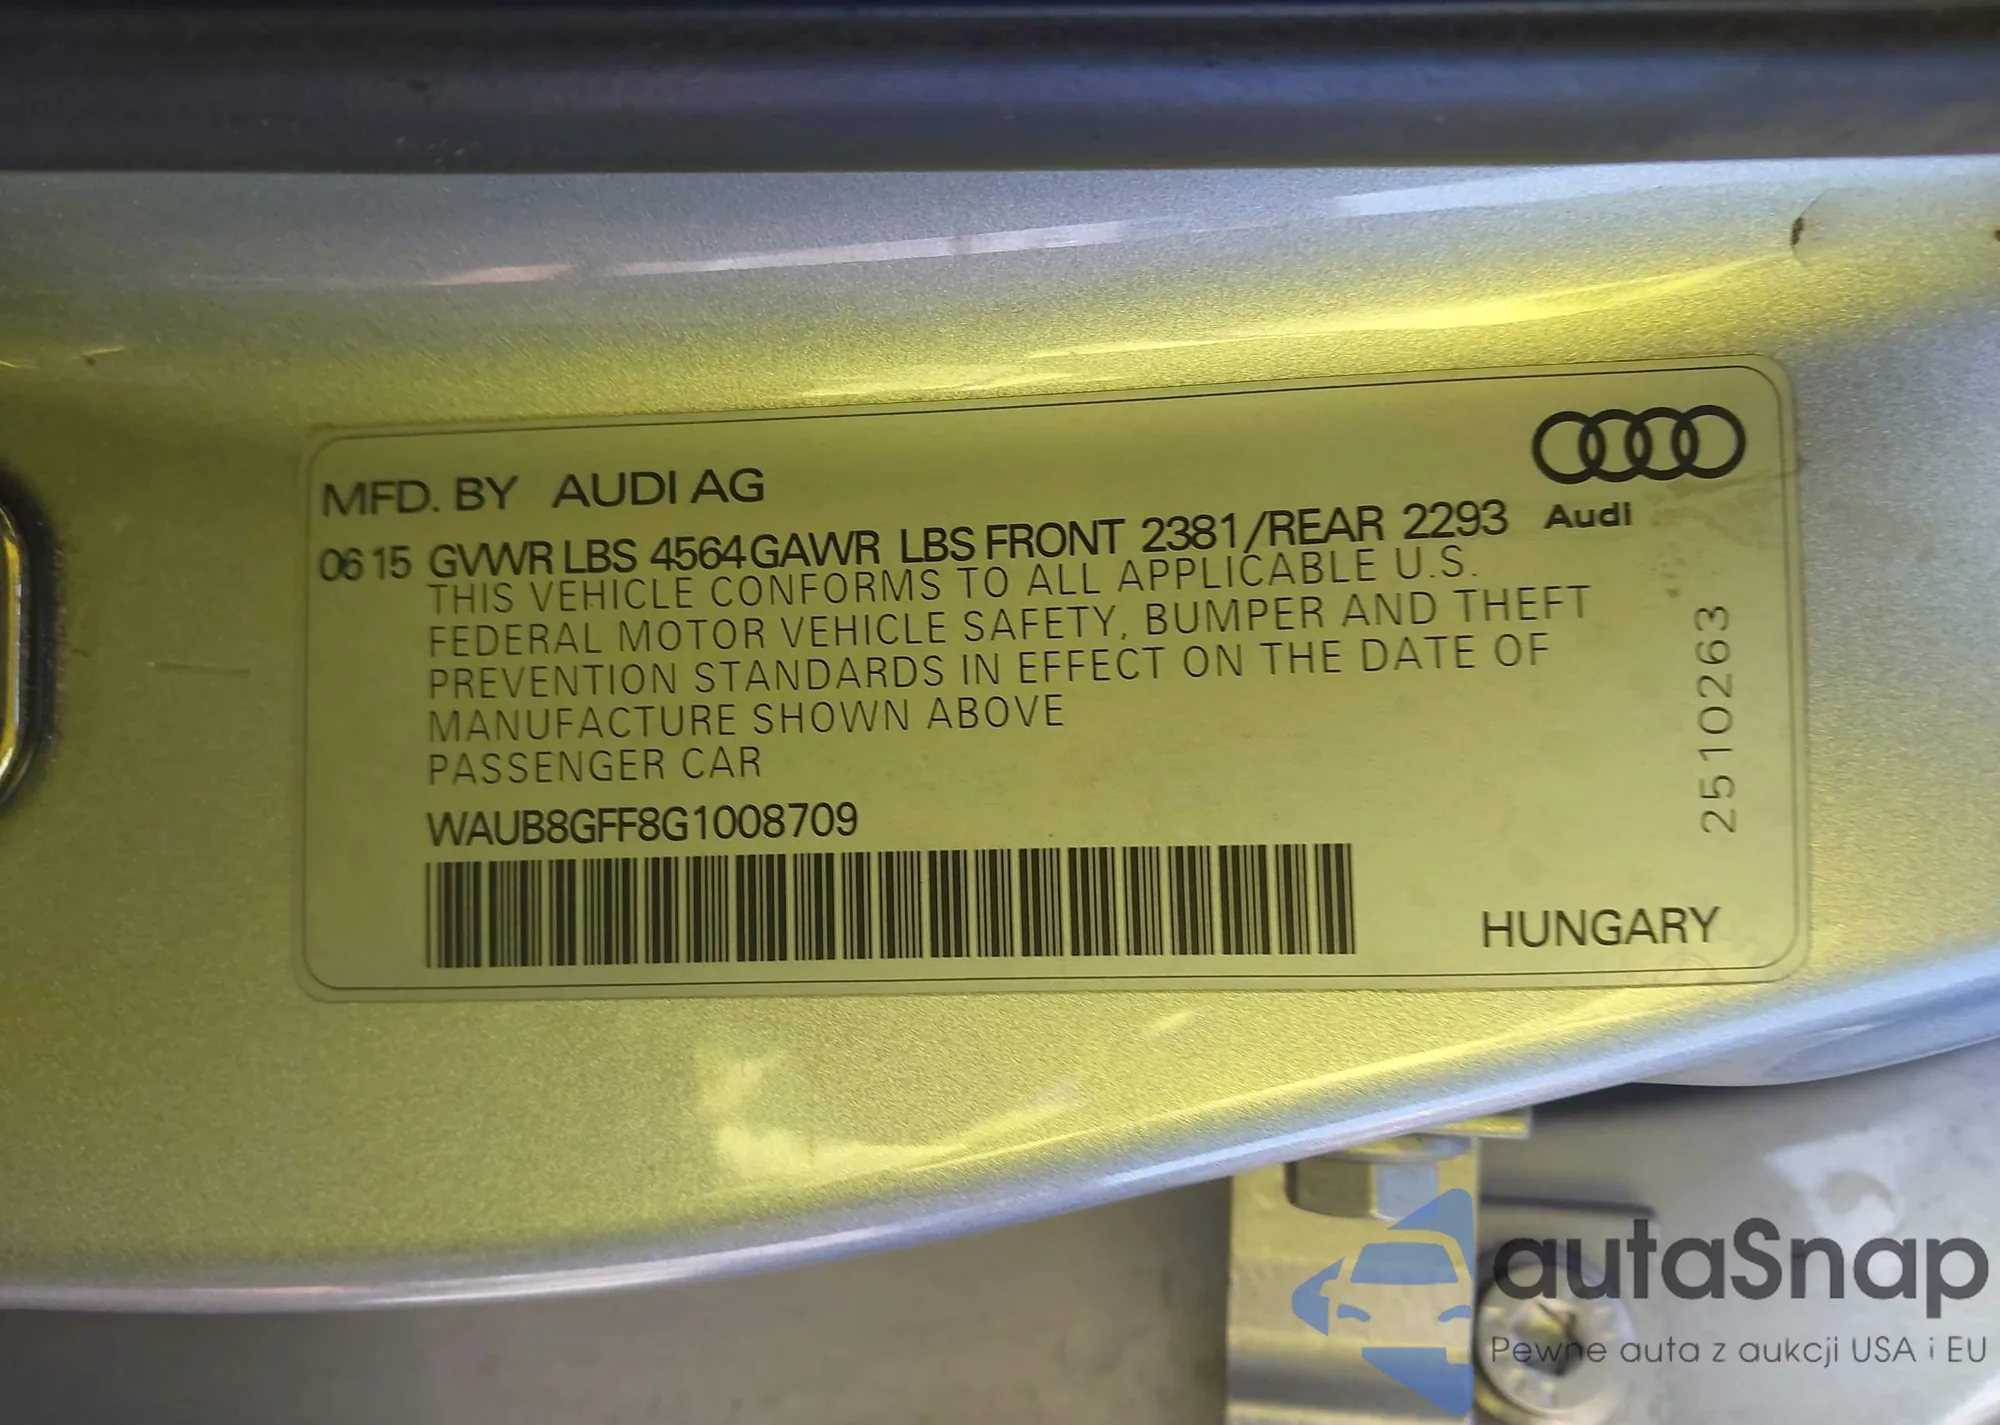 MFD. BY AUDI AG
Audi
06 15 GVWR LBS 4564 GAWR LBS FRONT 2381/REAR 2293
THIS VEHICLE CONFORMS TO ALL APPLICABLE U.S.
FEDERAL MOTOR VEHICLE SAFETY, BUMPER AND THEFT
PREVENTION STANDARDS IN EFFECT ON THE DATE OF
MANUFACTURE SHOWN ABOVE
PASSENGER CAR
WAUB8GFF8G1008709
2510263
HUNGARY
autaSnap
Pewne auta z aukcji USA i EU